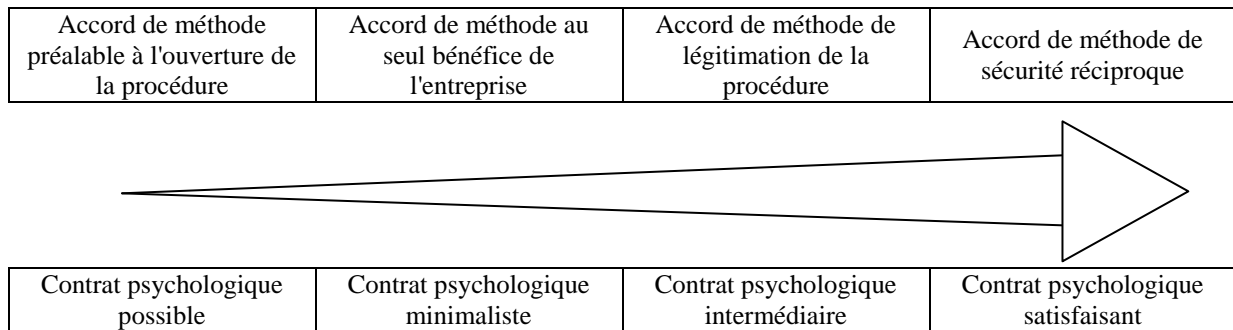 Accord de méthode
préalable à l'ouverture de
la procédure
Accord de méthode au
seul bénéfice de
l'entreprise
Accord de méthode de
légitimation de la
procédure
Accord de méthode de
sécurité réciproque
Contrat psychologique
possible
Contrat psychologique
minimaliste
Contrat psychologique
intermédiaire
Contrat psychologique
satisfaisant